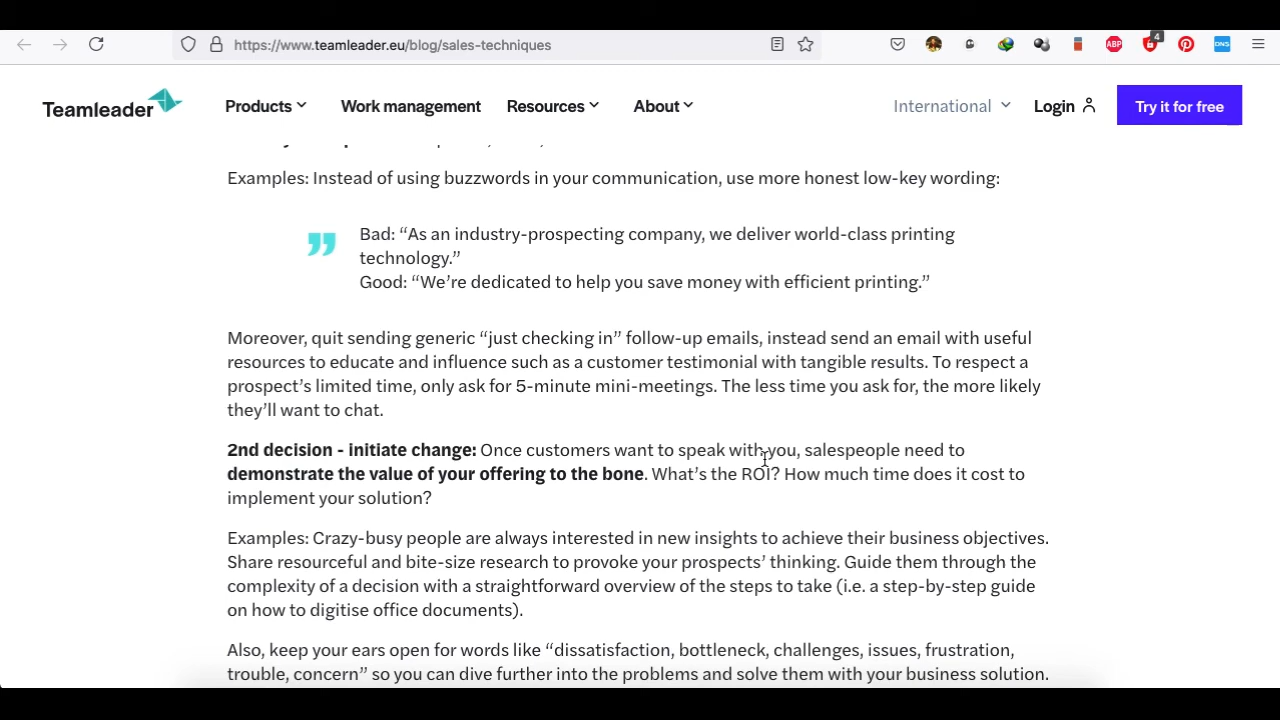 https://www.teamleader.eu/blog/sales-techniques
ABP
4
DNS
Teamleader
Products
Work management
Resources
About
International
Login
Try it for free
Examples: Instead of using buzzwords in your communication, use more honest low-key wording:
Bad: “As an industry-prospecting company, we deliver world-class printing
technology.”
Good: “We’re dedicated to help you save money with efficient printing.”
Moreover, quit sending generic “just checking in” follow-up emails, instead send an email with useful
resources to educate and influence such as a customer testimonial with tangible results. To respect a
prospect’s limited time, only ask for 5-minute mini-meetings. The less time you ask for, the more likely
they’ll want to chat.
2nd decision - initiate change: Once customers want to speak with you, salespeople need to
demonstrate the value of your offering to the bone. What’s the ROI? How much time does it cost to
implement your solution?
Examples: Crazy-busy people are always interested in new insights to achieve their business objectives.
Share resourceful and bite-size research to provoke your prospects’ thinking. Guide them through the
complexity of a decision with a straightforward overview of the steps to take (i.e. a step-by-step guide
on how to digitise office documents).
Also, keep your ears open for words like “dissatisfaction, bottleneck, challenges, issues, frustration,
trouble, concern” so you can dive further into the problems and solve them with your business solution.